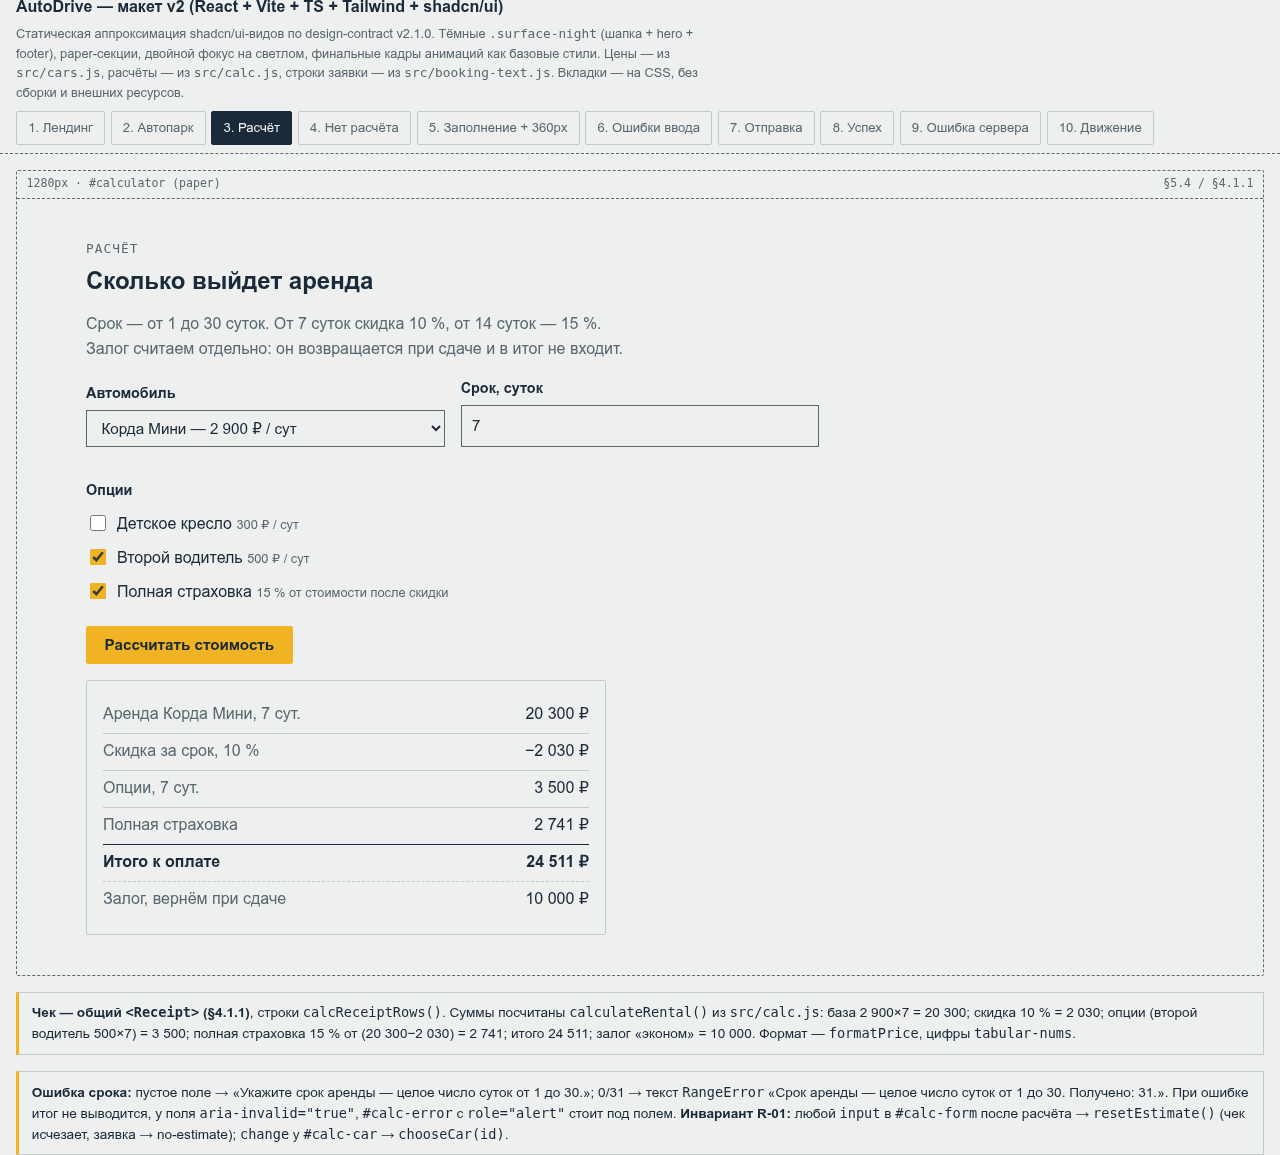 AutoDrive — макет v2 (React + Vite + TS + Tailwind + shadcn/ui)
Статическая аппроксимация shadcn/ui-видов по design-contract v2.1.0. Тёмные .surface-night (шапка + hero +
footer), paper-секции, двойной фокус на светлом, финальные кадры анимаций как базовые стили. Цены — из
src/cars.js, расчёты — из src/calc.js, строки заявки — из src/booking-text.js. Вкладки — на CSS, без
сборки и внешних ресурсов.
1. Лендинг
2. Автопарк
3. Расчёт
4. Нет расчёта
5. Заполнение + 360px
6. Ошибки ввода
7. Отправка
8. Успех
9. Ошибка сервера
10. Движение
1280px · #calculator (paper)
§5.4 / §4.1.1
РАСЧЁТ
Сколько выйдет аренда
Срок — от 1 до 30 суток. От 7 суток скидка 10 %, от 14 суток — 15 %.
Залог считаем отдельно: он возвращается при сдаче и в итог не входит.
Автомобиль
Срок, суток
Корда Мини — 2 900 ₽ / сут
7
Опции
Детское кресло 300 ₽ / сут
Второй водитель 500 ₽ / сут
Полная страховка 15 % от стоимости после скидки
Рассчитать стоимость
Аренда Корда Мини, 7 сут. 20 300 ₽
Скидка за срок, 10 % −2 030 ₽
Опции, 7 сут. 3 500 ₽
Полная страховка 2 741 ₽
Итого к оплате 24 511 ₽
Залог, вернём при сдаче 10 000 ₽
Чек — общий <Receipt> (§4.1.1), строки calcReceiptRows(). Суммы посчитаны calculateRental() из src/calc.js: база 2 900×7 = 20 300; скидка 10 % = 2 030; опции (второй
водитель 500×7) = 3 500; полная страховка 15 % от (20 300−2 030) = 2 741; итого 24 511; залог «эконом» = 10 000. Формат — formatPrice, цифры tabular-nums.
Ошибка срока: пустое поле → «Укажите срок аренды — целое число суток от 1 до 30.»; 0/31 → текст RangeError «Срок аренды — целое число суток от 1 до 30. Получено: 31.». При ошибке
итог не выводится, у поля aria-invalid="true", #calc-error с role="alert" стоит под полем. Инвариант R-01: любой input в #calc-form после расчёта → resetEstimate() (чек
исчезает, заявка → no-estimate); change у #calc-car → chooseCar(id).